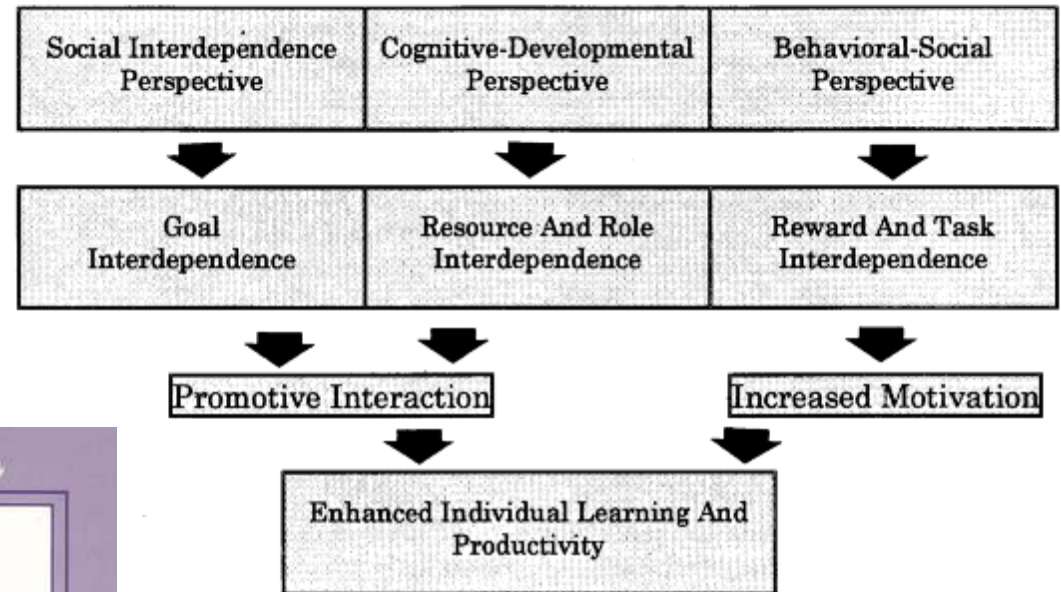 Social Interdependence
Perspective
Cognitive-Developmental
Perspective
Behavioral-Social
Perspective
Goal
Interdependence
Resource And Role
Interdependence
Reward And Task
Interdependence
Promotive Interaction
Increased Motivation
Enhanced Individual Learning And
Productivity